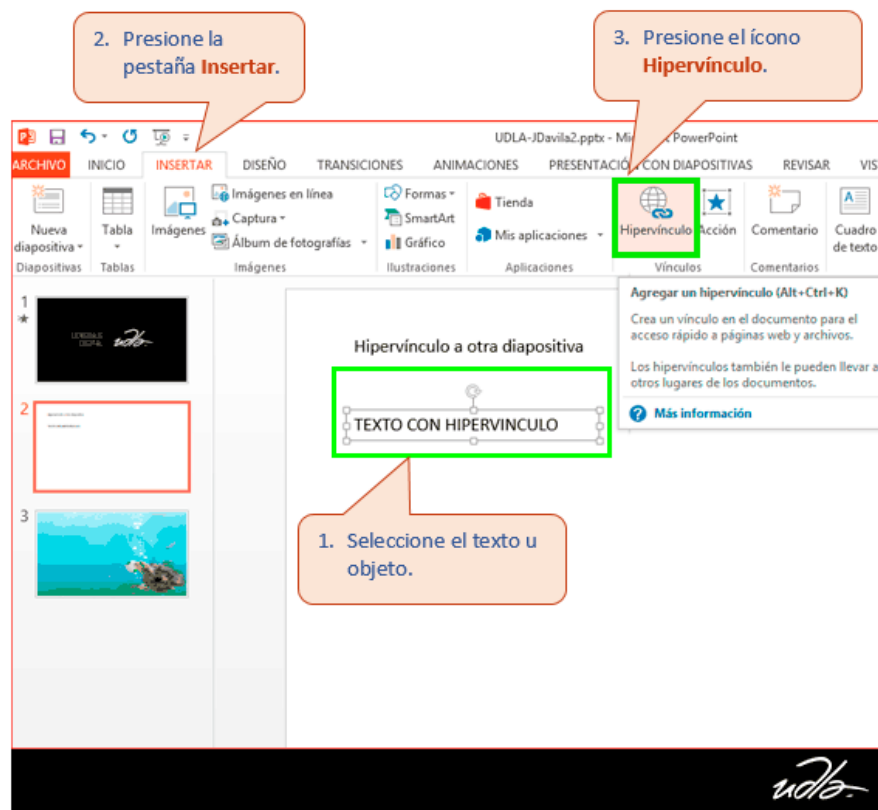 2. Presione la
pestaña Insertar.
3. Presione el ícono
Hipervínculo.
UDLA-JDavila2.pptx - Mi PowerPoint
ARCHIVO INICIO INSERTAR DISEÑO TRANSICIONES ANIMACIONES PRESENTACIÓN CON DIAPOSITIVAS REVISAR VIS
Nueva
diapositiva
Tabla
Imágenes
Imágenes en línea
Captura
Álbum de fotografías
Formas
SmartArt
Gráfico
Tienda
Mis aplicaciones
Hipervínculo
Acción
Comentario
Cuadro
de texto
Diapositivas Tablas Imágenes Ilustraciones Aplicaciones Vínculos Comentarios
Agregar un hipervínculo (Alt+Ctrl+K)
Crea un vínculo en el documento para el
acceso rápido a páginas web y archivos.
Los hipervínculos también le pueden llevar a
otros lugares de los documentos.
Más información
1
udla
2
3
Hipervínculo a otra diapositiva
TEXTO CON HIPERVINCULO
1. Seleccione el texto u
objeto.
udla